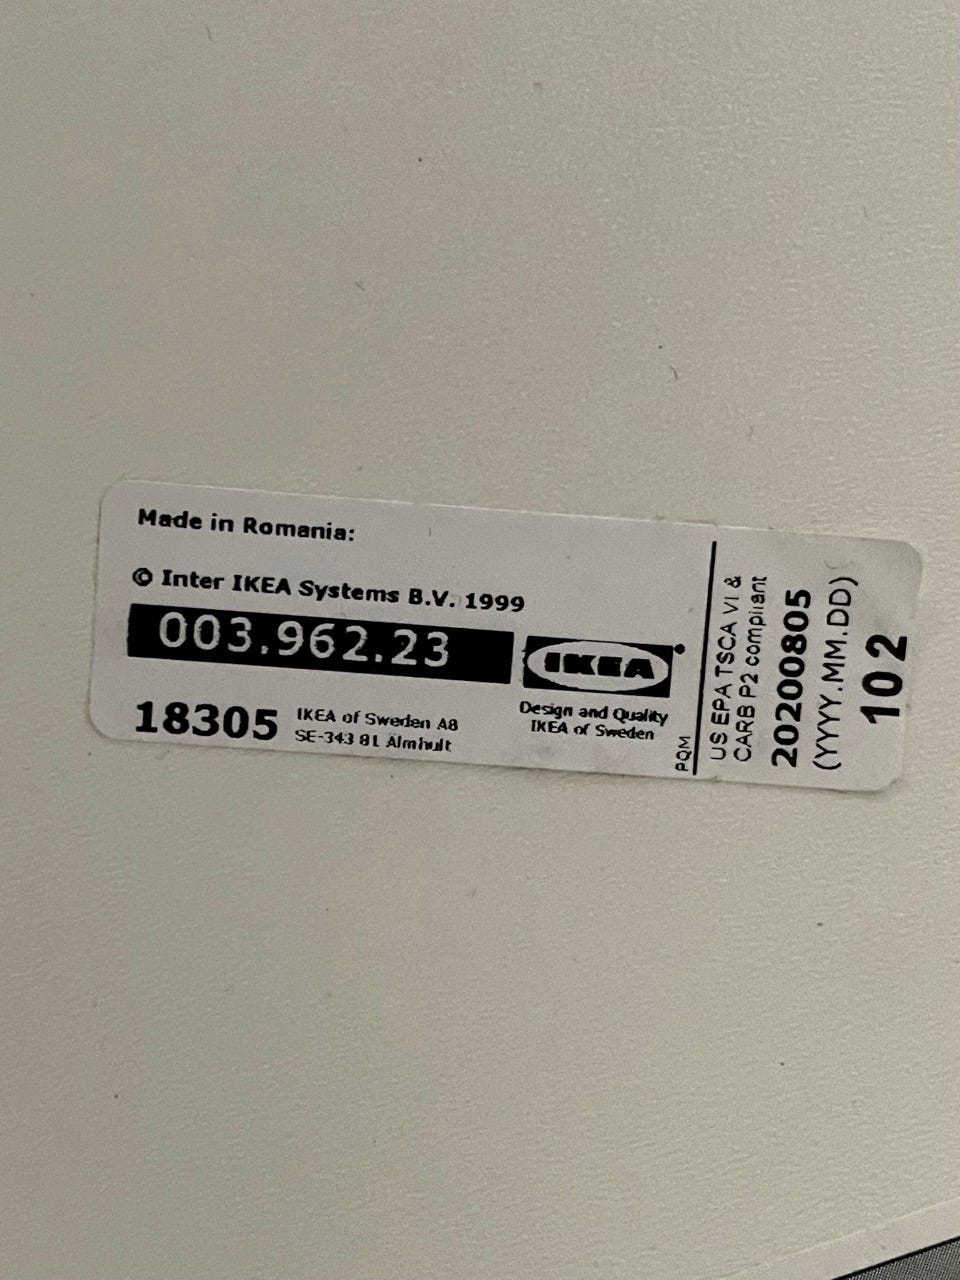 Made in Romania:
© Inter IKEA Systems B.V. 1999
003.962.23
18305
IKEA of Sweden AB
SE-343 81 Älmhult
IKEA
Design and Quality
IKEA of Sweden
PQM
US EPA TSCA VI &
CARB P2 compliant
20200805
(YYYY.MM.DD)
102